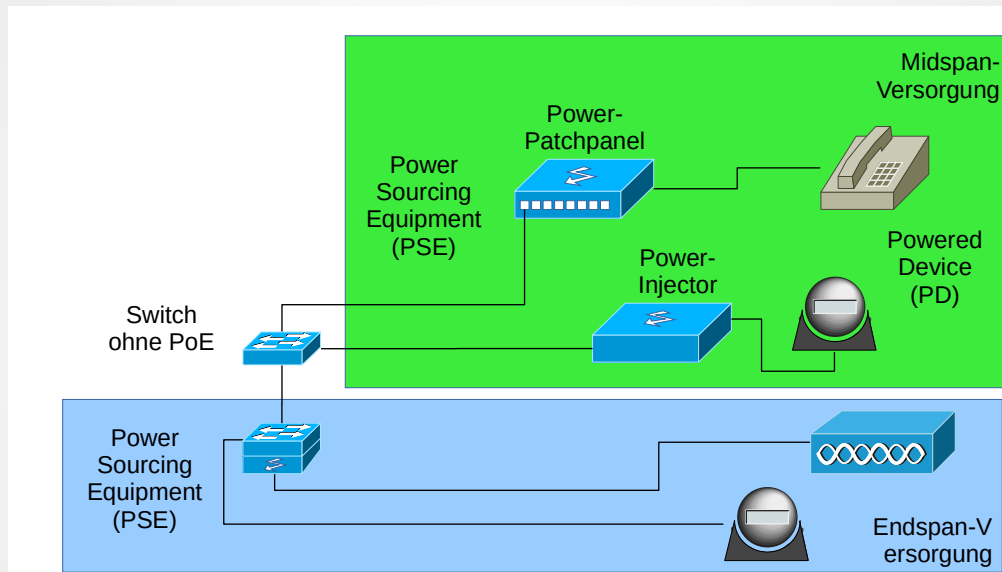 Midspan-
Versorgung
Power-
Patchpanel
Power
Sourcing
Equipment
(PSE)
Powered
Device
(PD)
Power-
Injector
Switch
ohne PoE
Power
Sourcing
Equipment
(PSE)
Endspan-V
ersorgung